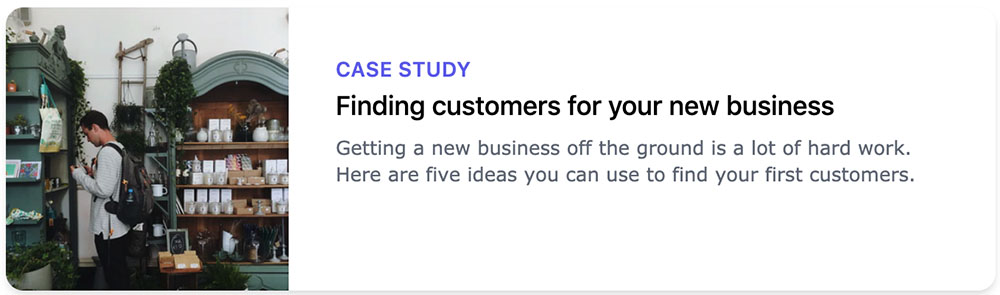 CASE STUDY
Finding customers for your new business
Getting a new business off the ground is a lot of hard work.
Here are five ideas you can use to find your first customers.